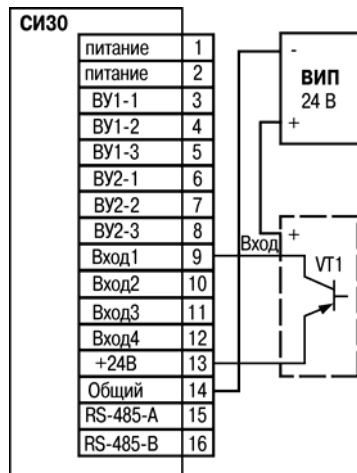 СИ30
питание 1
питание 2
ВУ1-1 3
ВУ1-2 4
ВУ1-3 5
ВУ2-1 6
ВУ2-2 7
ВУ2-3 8
Вход1 9
Вход2 10
Вход3 11
Вход4 12
+24В 13
Общий 14
RS-485-A 15
RS-485-B 16
-
ВИП
24 В
+
Вход
+
VT1